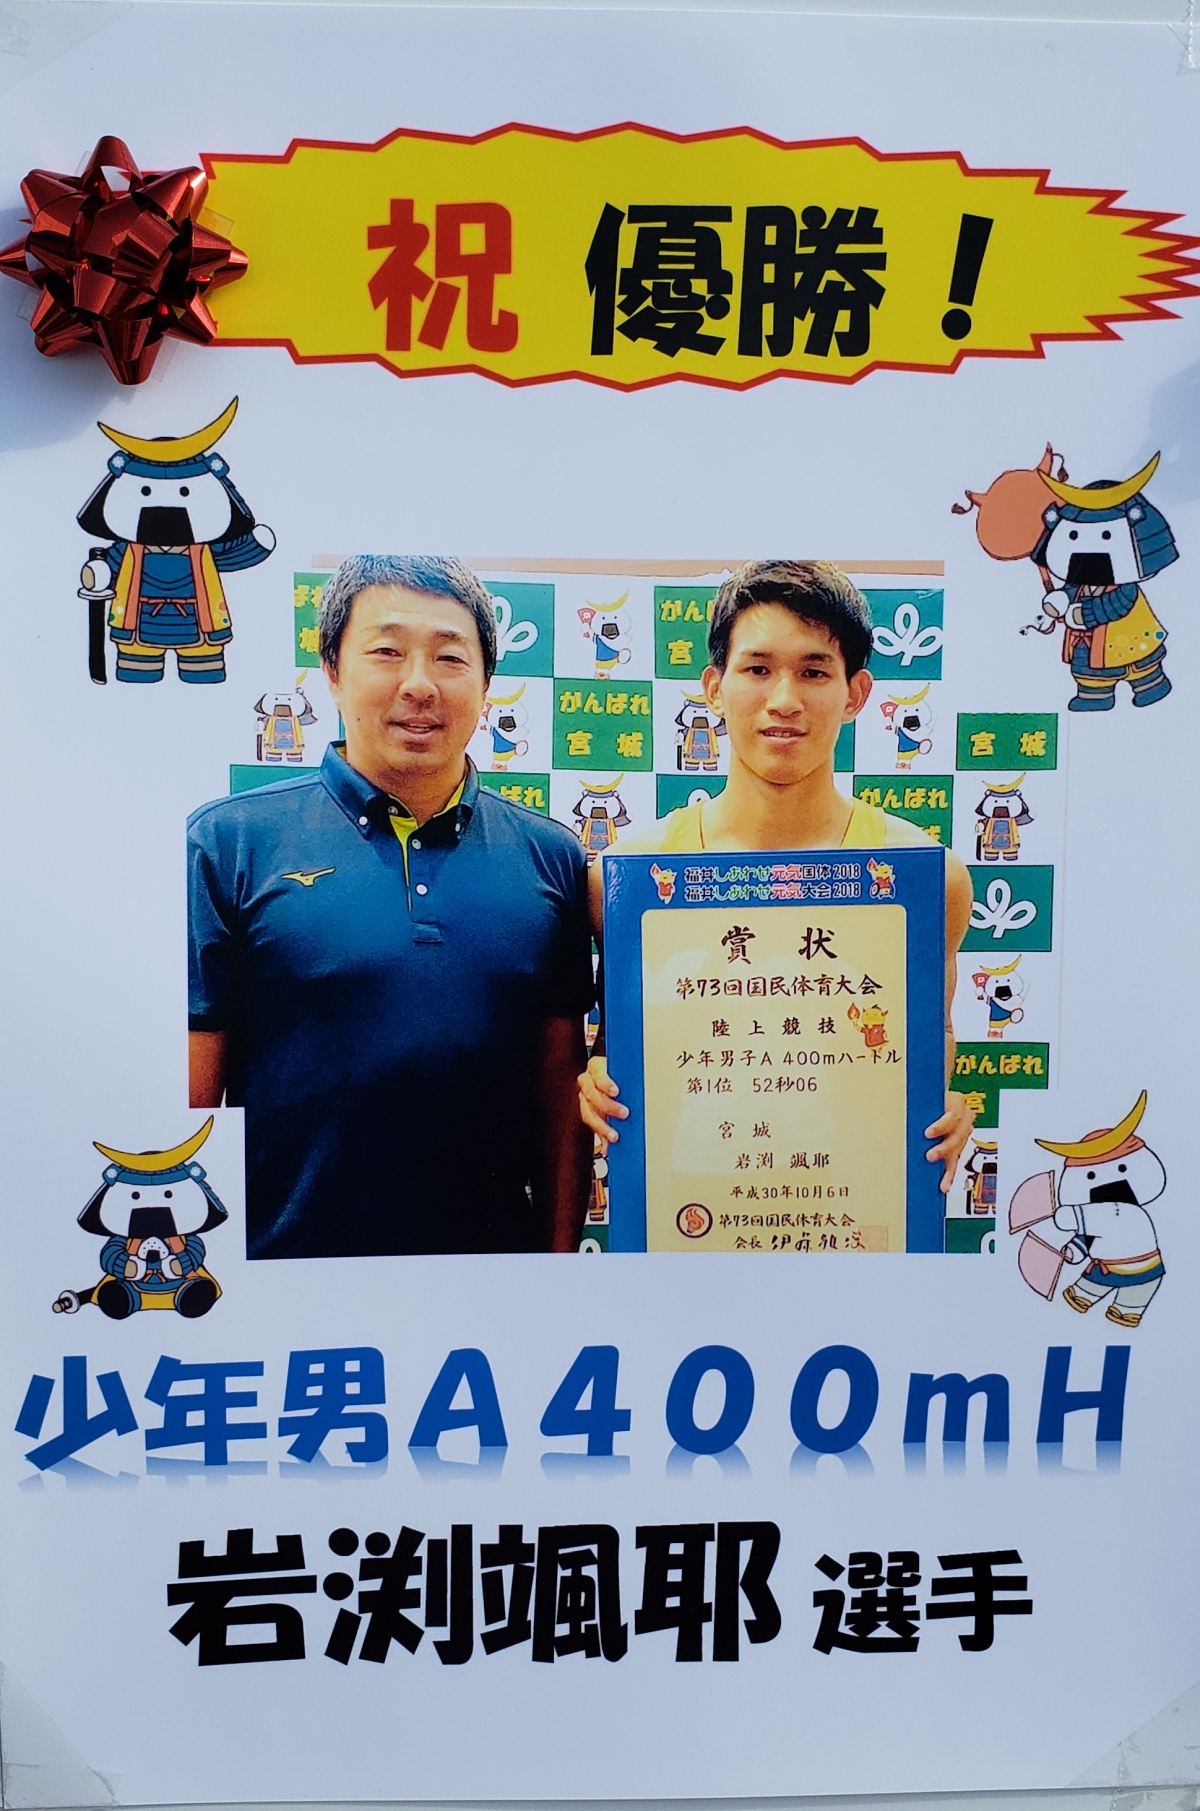 祝 優勝！
がんばれ
宮城
がんばれ
宮 城
がんばれ
がんばれ
がんばれ
宮
福井しあわせ元気国体2018
福井しあわせ元気大会2018
賞 状
第73回国民体育大会
陸上競技
少年男子A 400mハードル
第1位 52秒06
宮 城
岩渕 颯耶
平成30年10月6日
第73回国民体育大会
会長
少年男A400mH
岩渕颯耶 選手